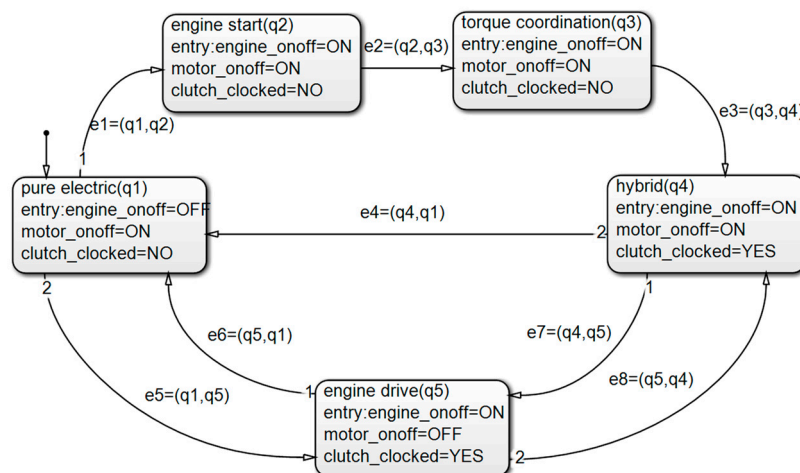 engine start(q2)
entry:engine_onoff=ON
motor_onoff=ON
clutch_clocked=NO
e2=(q2,q3)
torque coordination(q3)
entry:engine_onoff=ON
motor_onoff=ON
clutch_clocked=NO
e1=(q1,q2)
1
e3=(q3,q4)
pure electric(q1)
entry:engine_onoff=OFF
motor_onoff=ON
clutch_clocked=NO
2
e4=(q4,q1)
2
hybrid(q4)
entry:engine_onoff=ON
motor_onoff=ON
clutch_clocked=YES
1
e6=(q5,q1)
e7=(q4,q5)
e5=(q1,q5)
e8=(q5,q4)
1
engine drive(q5)
entry:engine_onoff=ON
motor_onoff=OFF
clutch_clocked=YES
2